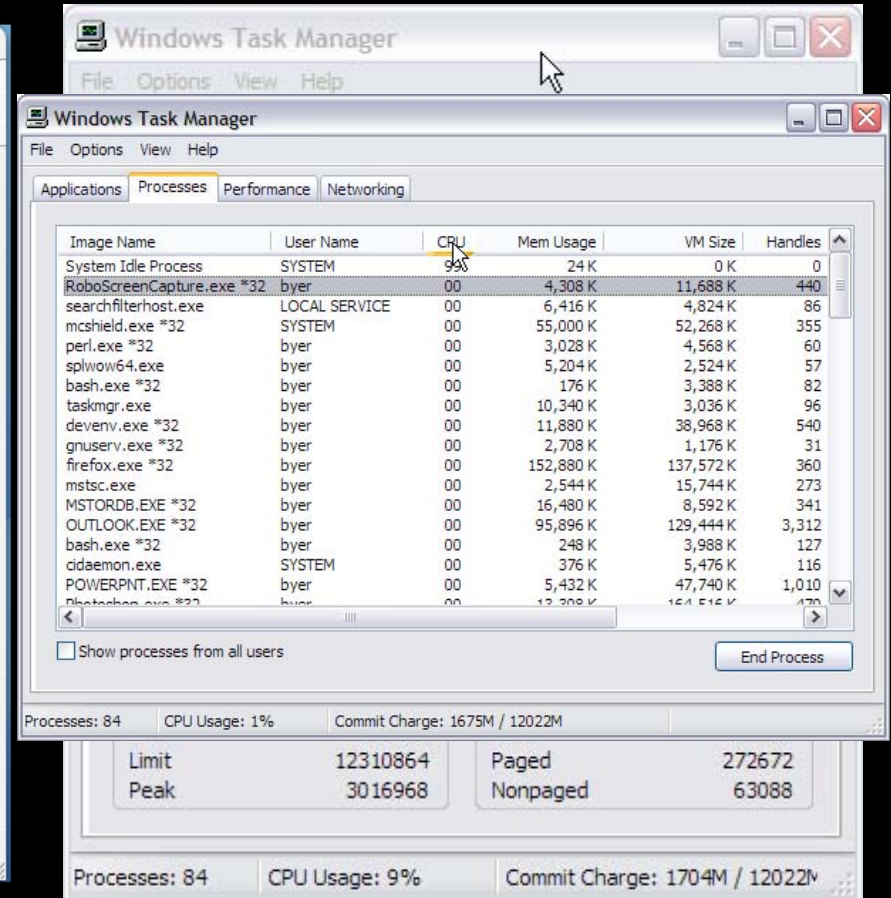 Windows Task Manager
File Options View Help
Windows Task Manager
File Options View Help
Applications Processes Performance Networking
Image Name User Name CPU Mem Usage VM Size Handles
System Idle Process SYSTEM 99 24 K 0 K 0
RoboScreenCapture.exe *32 byer 00 4,308 K 11,688 K 440
searchfilterhost.exe LOCAL SERVICE 00 6,416 K 4,824 K 86
mcshield.exe *32 SYSTEM 00 55,000 K 52,268 K 355
perl.exe *32 byer 00 3,028 K 4,568 K 60
splwow64.exe byer 00 5,204 K 2,524 K 57
bash.exe *32 byer 00 176 K 3,388 K 82
taskmgr.exe byer 00 10,340 K 3,036 K 96
devenv.exe *32 byer 00 11,880 K 38,968 K 540
gnuserv.exe *32 byer 00 2,708 K 1,176 K 31
firefox.exe *32 byer 00 152,880 K 137,572 K 360
mstsc.exe byer 00 2,544 K 15,744 K 273
MSTORDB.EXE *32 byer 00 16,480 K 8,592 K 341
OUTLOOK.EXE *32 byer 00 95,896 K 129,444 K 3,312
bash.exe *32 byer 00 248 K 3,988 K 127
cidaemon.exe SYSTEM 00 376 K 5,476 K 116
POWERPNT.EXE *32 byer 00 5,432 K 47,740 K 1,010
Photoshop.exe *32 byer 00
Show processes from all users End Process
Processes: 84 CPU Usage: 1% Commit Charge: 1675M / 12022M
Limit 12310864 Paged 272672
Peak 3016968 Nonpaged 63088
Processes: 84 CPU Usage: 9% Commit Charge: 1704M / 12022M